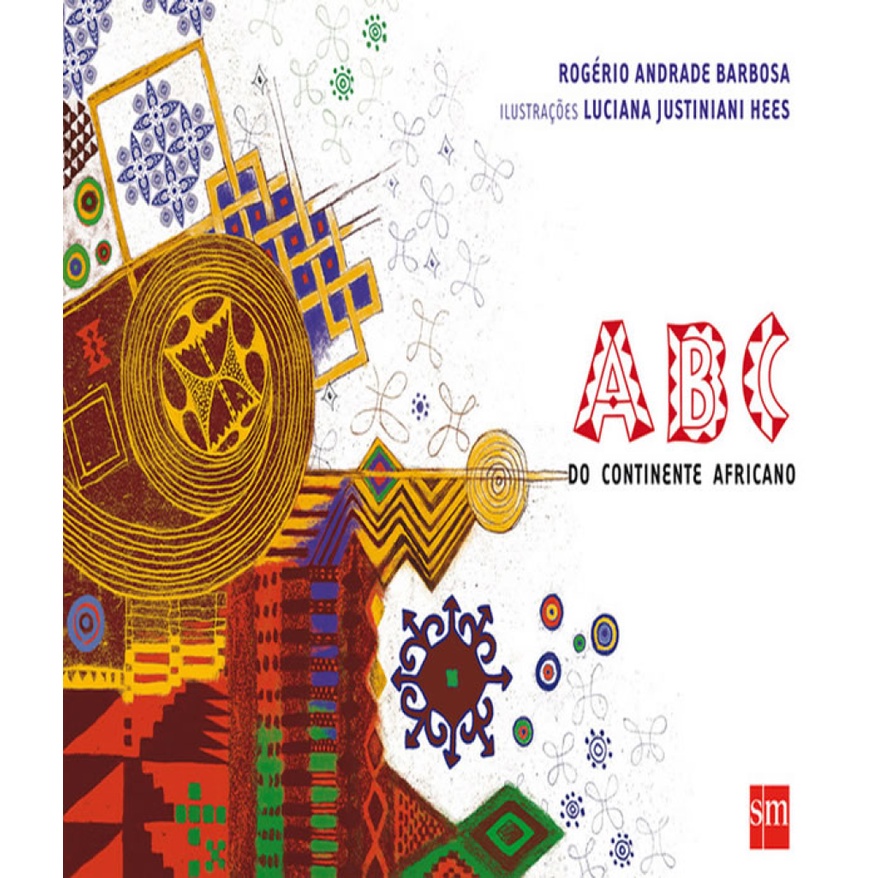 ROGÉRIO ANDRADE BARBOSA
ILUSTRAÇÕES LUCIANA JUSTINIANI HEES
ABC
DO CONTINENTE AFRICANO
sm